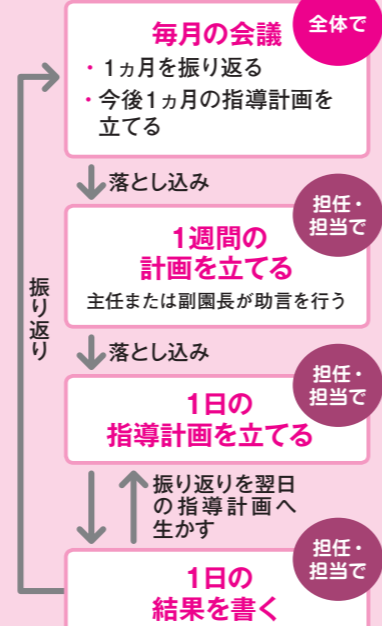 全体で
毎月の会議
・1ヵ月を振り返る
・今後1ヵ月の指導計画を
立てる
落とし込み
担任・
担当で
1週間の
計画を立てる
主任または副園長が助言を行う
振り返り
落とし込み
担任・
担当で
1日の
指導計画を立てる
振り返りを翌日
の指導計画へ
生かす
担任・
担当で
1日の
結果を書く